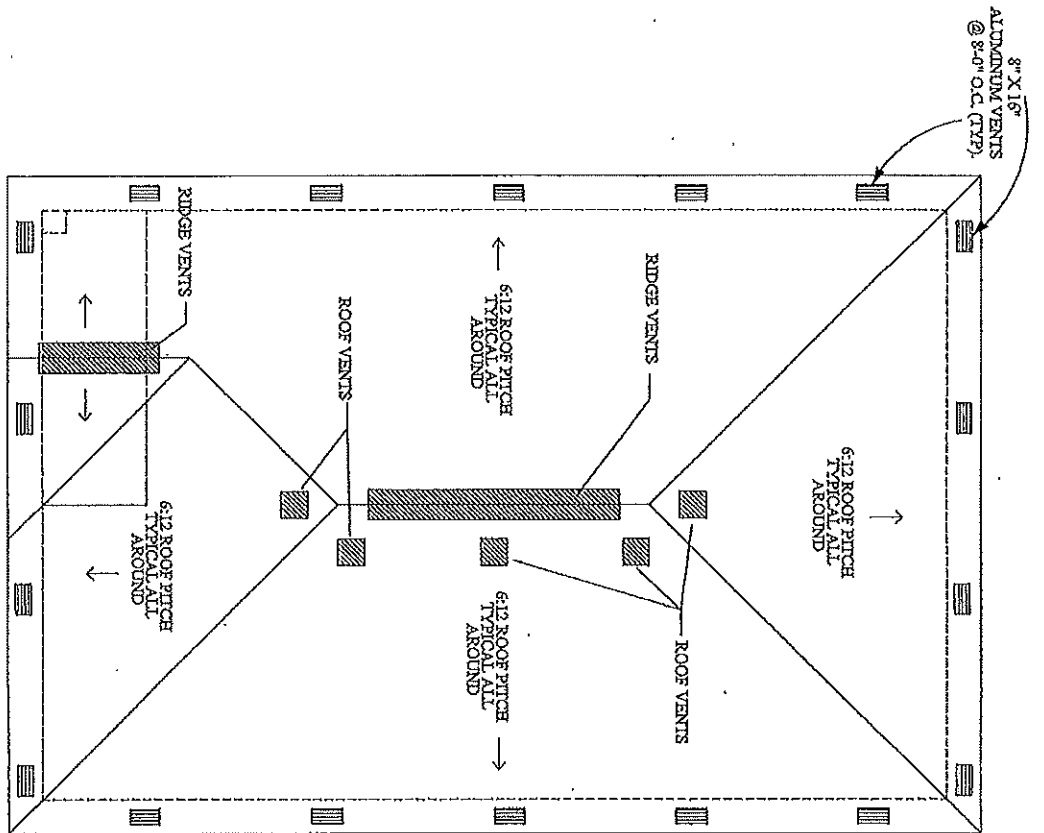 8" X 16"
ALUMINUM VENTS
@ 8'-0" O.C. (TYP).
RIDGE VENTS
ROOF VENTS
6:12 ROOF PITCH
TYPICAL ALL
AROUND
RIDGE VENTS
6:12 ROOF PITCH
TYPICAL ALL
AROUND
6:12 ROOF PITCH
TYPICAL ALL
AROUND
6:12 ROOF PITCH
TYPICAL ALL
AROUND
ROOF VENTS